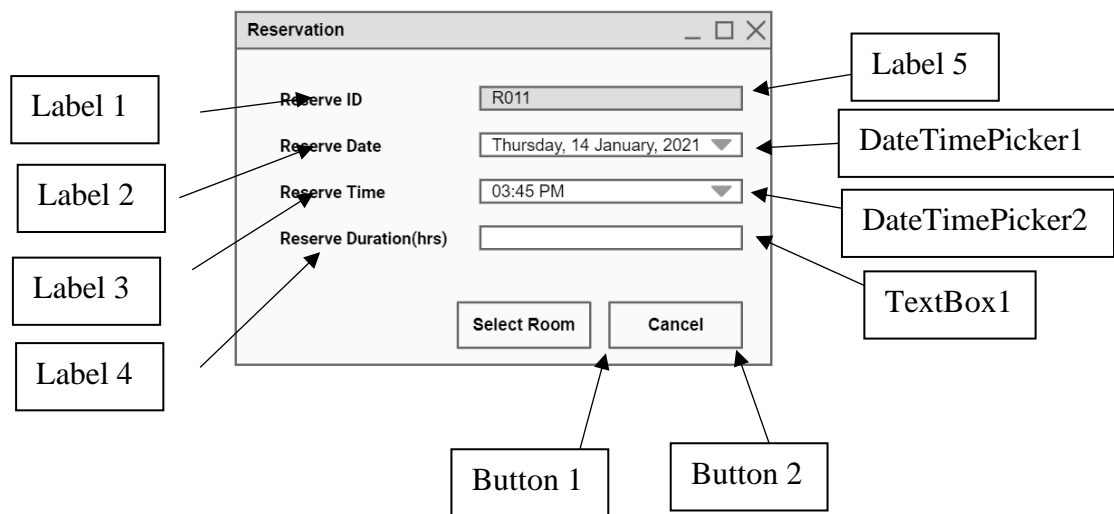 Reservation
Label 1
Reserve ID
R011
Label 5
Label 2
Reserve Date
Thursday, 14 January, 2021
DateTimePicker1
Label 3
Reserve Time
03:45 PM
DateTimePicker2
Label 4
Reserve Duration(hrs)
TextBox1
Select Room
Cancel
Button 1
Button 2